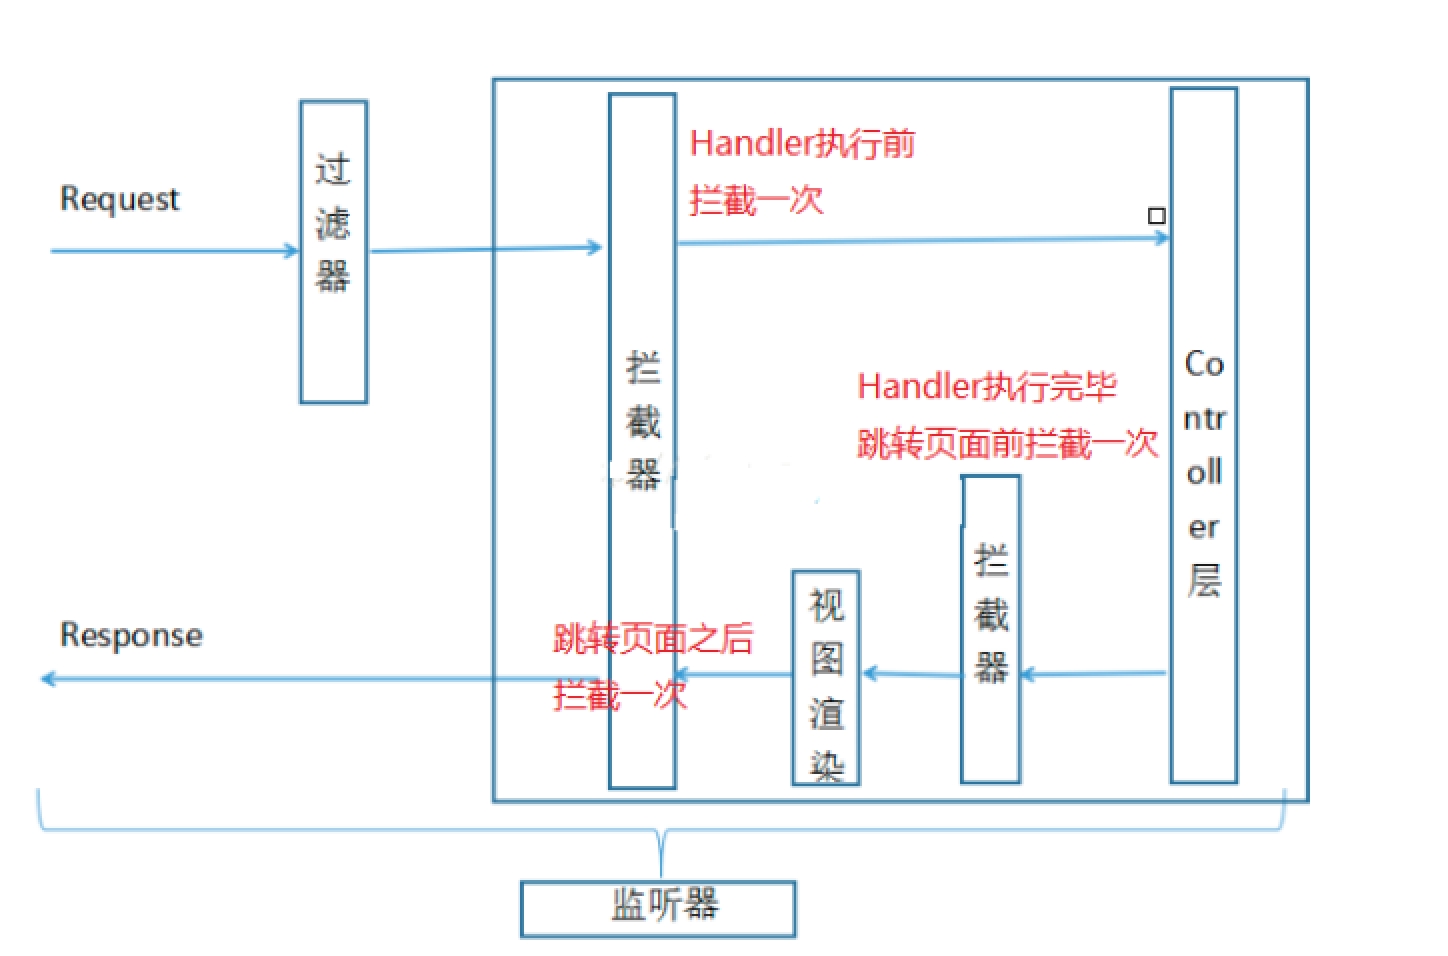 Request
过滤器
拦截器
Handler执行前
拦截一次
Controller层
Handler执行完毕
跳转页面前拦截一次
拦截器
视图渲染
跳转页面之后
拦截一次
Response
监听器